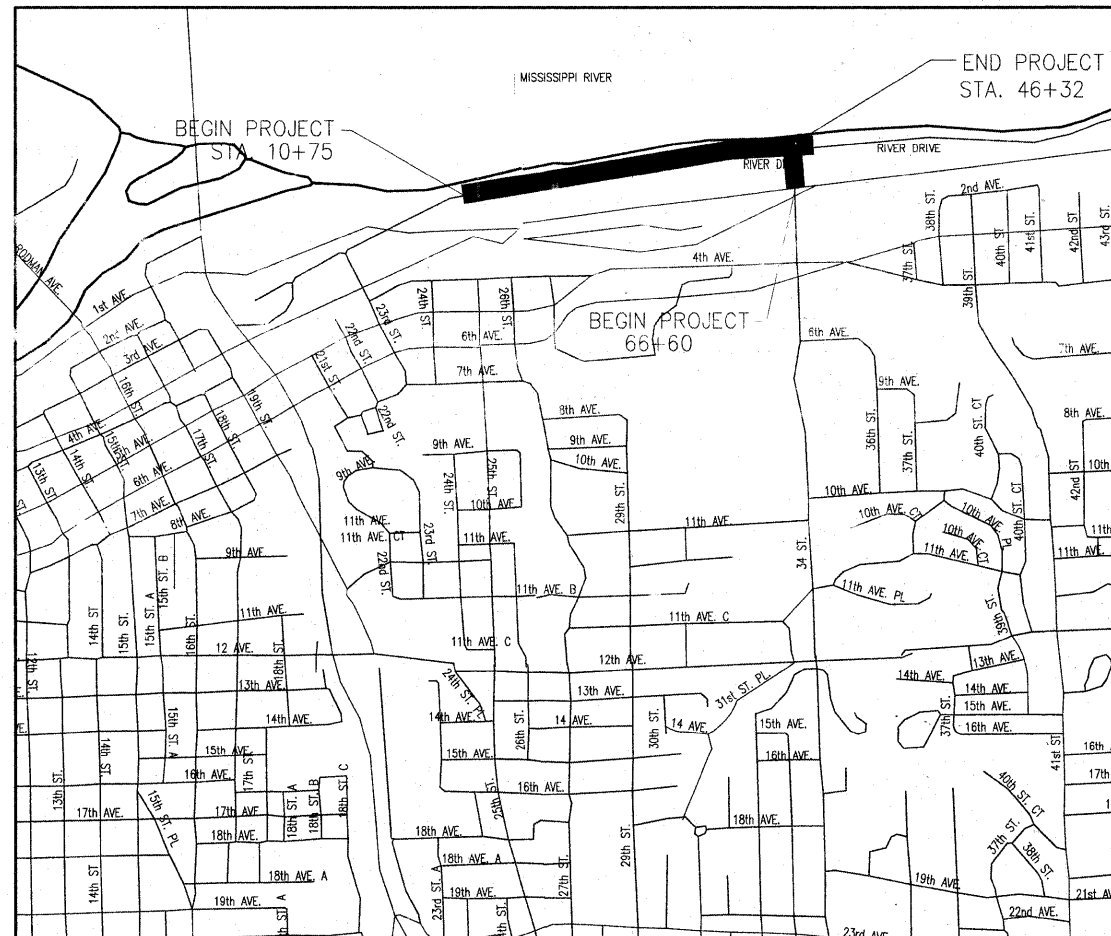 MISSISSIPPI RIVER
END PROJECT
STA. 46+32
BEGIN PROJECT
STA. 10+75
RIVER DRIVE
2nd AVE.
38th ST.
40th ST
41st ST.
42nd ST
43rd ST.
37th ST.
39th ST.
4th AVE.
RODMAN AVE.
1st AVE.
2nd AVE.
3rd AVE.
4th AVE.
6th AVE.
7th AVE.
8th AVE.
13th ST.
14th ST.
16th ST.
17th ST.
18th ST
19th ST.
21st ST.
22nd ST.
23rd ST.
22nd ST.
24th ST.
26th ST.
6th AVE.
7th AVE.
BEGIN PROJECT
66+60
6th AVE.
7th AVE.
9th AVE.
36th ST.
37th ST.
40th ST. CT
8th AVE.
8th AVE.
9th AVE.
10th AVE.
29th ST.
9th AVE.
24th ST.
25th ST.
10th AVE
11th AVE.
9th AVE.
11th AVE.
11th AVE. CT
22nd ST.
23rd ST.
11th AVE. B
11th AVE. C
11th AVE.
11th AVE. C
12th AVE.
34 ST.
10th AVE.
10th AVE. CT
10th AVE. PL
10th AVE. CT
40th ST. CT
11th AVE.
11th AVE. PL
39th ST.
42nd ST
10th
11th
11th AVE.
9th AVE
15th ST. B
15th ST. A
14th ST
15th ST.
16th ST.
11th AVE.
12 AVE.
18th ST.
12th ST.
13th AVE.
14th AVE.
15th ST. A
14th ST.
13th ST.
15th AVE.
16th AVE.
17th ST
17th AVE.
17th AVE.
15th ST. PL
18th ST. A
18th ST. B
18th ST. C
18th AVE.
18th AVE. A
19th AVE.
14th ST
24th ST. PL
14th AVE.
26th ST.
13th AVE.
14 AVE.
15th AVE.
16th AVE.
25th ST.
30th ST.
14 AVE.
31st ST. PL.
15th AVE.
16th AVE.
18th AVE.
18th AVE.
18th AVE. A
19th AVE.
23rd ST. A
27th ST.
29th ST.
13th AVE.
14th AVE.
14th AVE.
15th AVE.
16th AVE.
37th ST.
41st ST
16th
17th
40th ST. CT
37th ST.
38th ST.
19th AVE.
21st AVE
22nd AVE.
23rd AVE